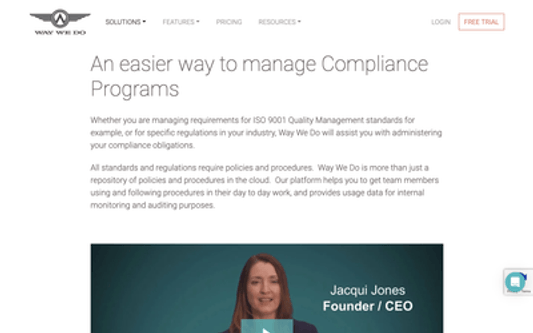 WAY WE DO
SOLUTIONS FEATURES PRICING RESOURCES LOGIN FREE TRIAL
An easier way to manage Compliance
Programs
Whether you are managing requirements for ISO 9001 Quality Management standards for
example, or for specific regulations in your industry, Way We Do will assist you with administering
your compliance obligations.
All standards and regulations require policies and procedures. Way We Do is more than just a
repository of policies and procedures in the cloud. Our platform helps you to get team members
using and following procedures in their day to day work, and provides usage data for internal
monitoring and auditing purposes.
Jacqui Jones
Founder / CEO